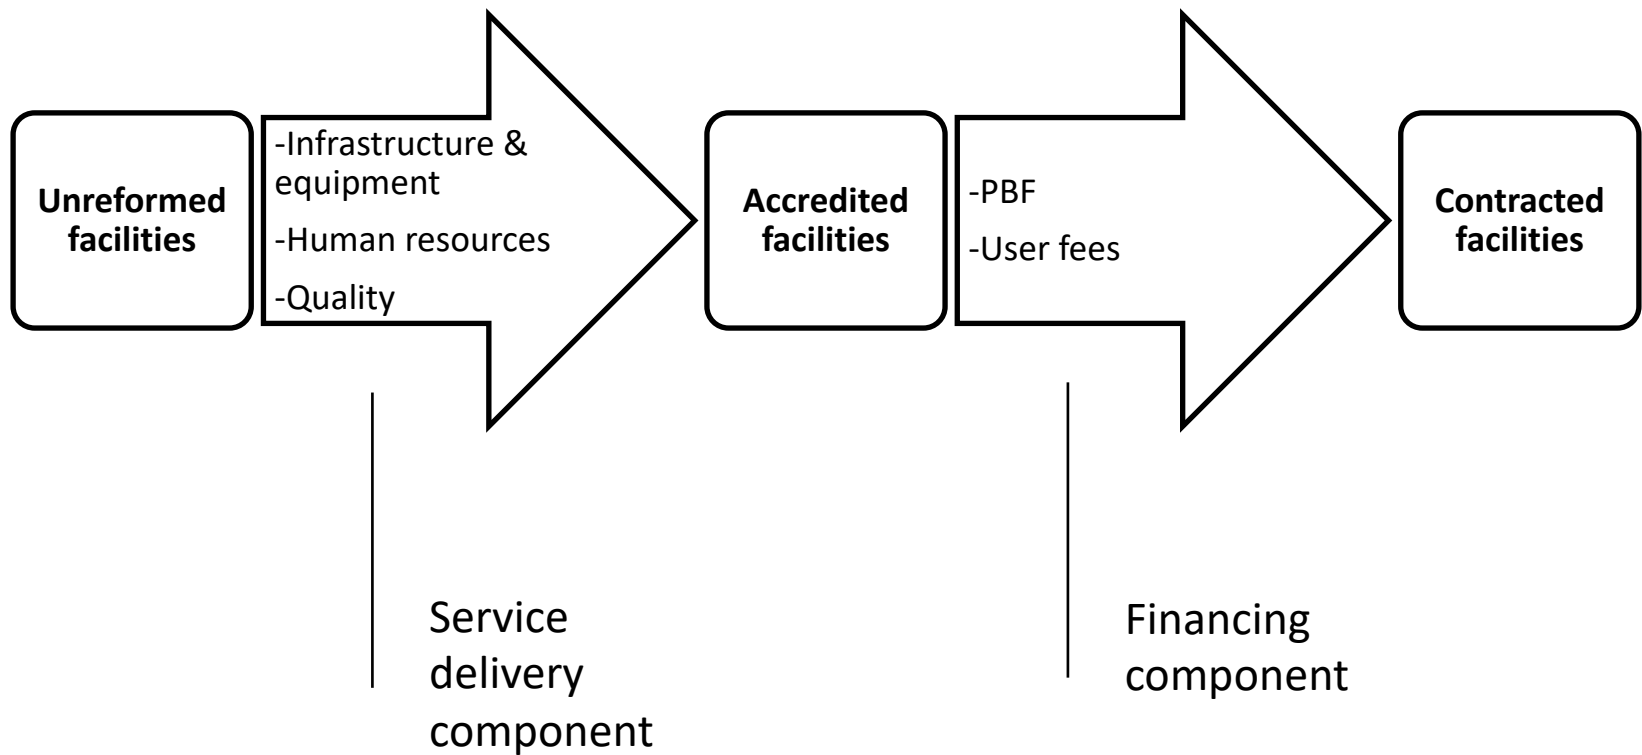 Unreformed
facilities
-Infrastructure &
equipment
-Human resources
-Quality
Accredited
facilities
-PBF
-User fees
Contracted
facilities
Service
delivery
component
Financing
component